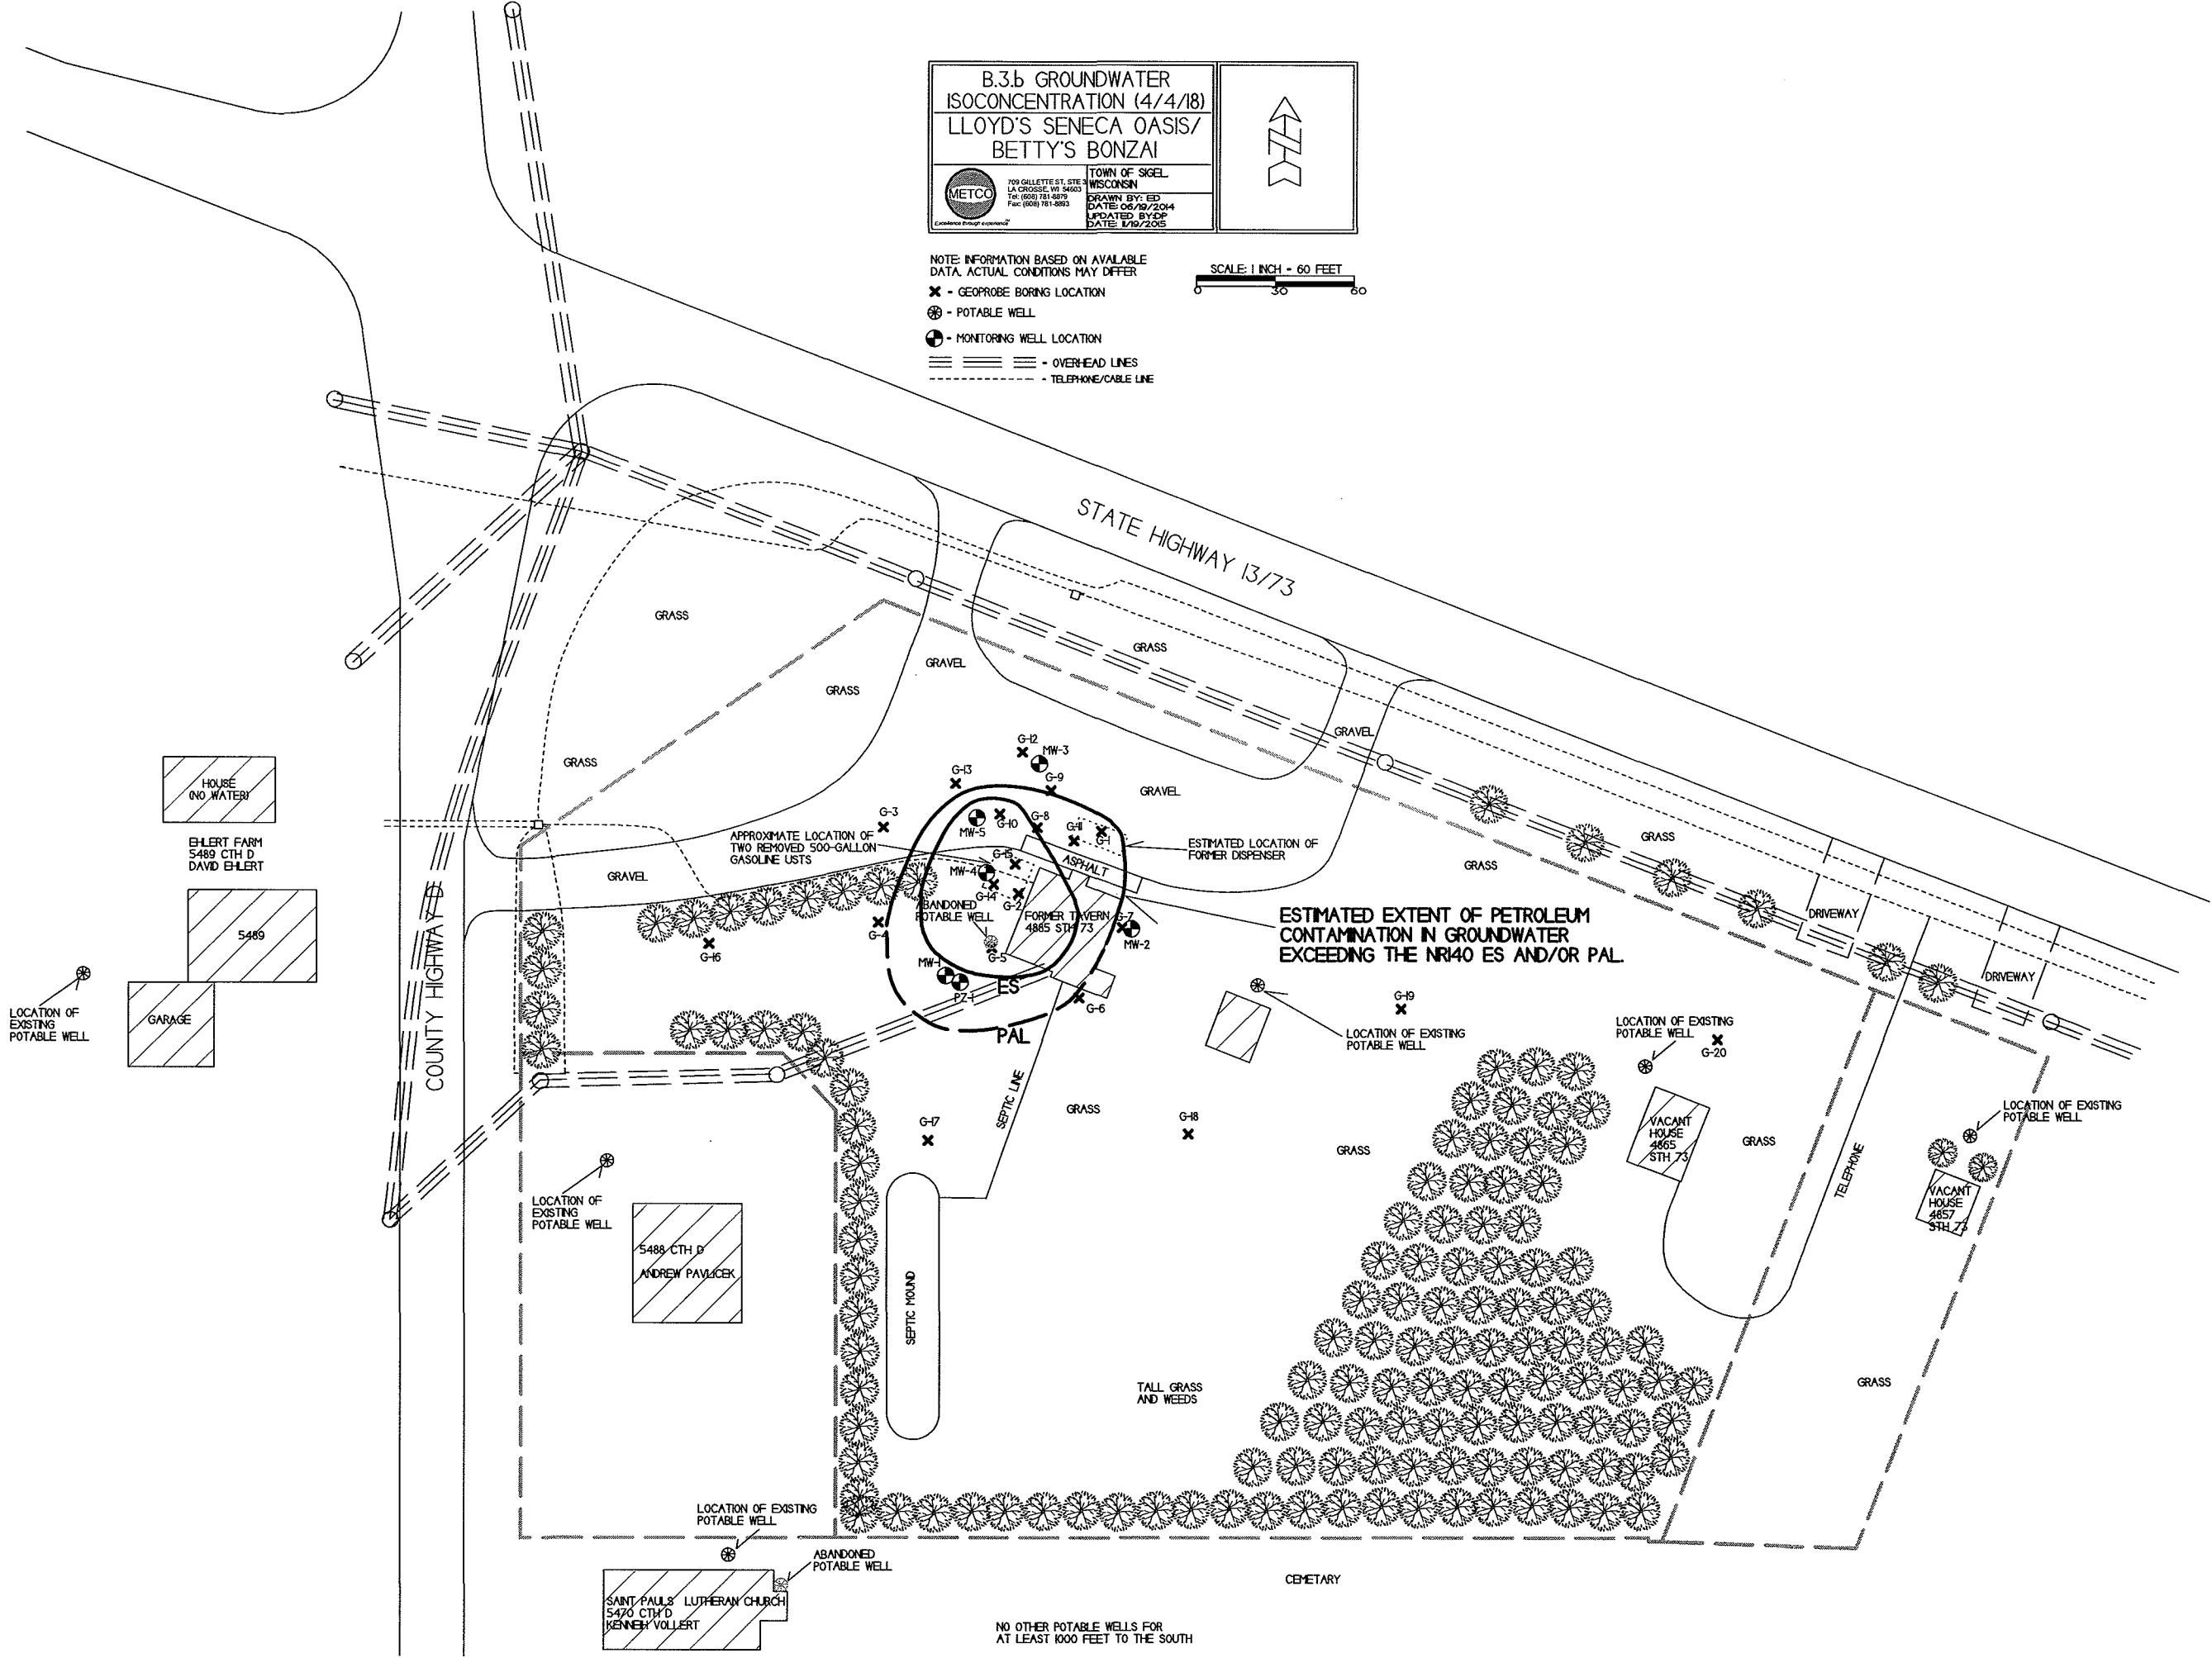 B.3.b GROUNDWATER
ISOCONCENTRATION (4/4/18)
LLOYD'S SENECA OASIS/
BETTY'S BONZAI
METCO
Excellence through experience
709 GILLETTE ST, STE 3
LA CROSSE, WI 54603
Tel: (608) 781-8879
Fax: (608) 781-8893
TOWN OF SIGEL
WISCONSIN
DRAWN BY: ED
DATE: 06/19/2014
UPDATED BY:DP
DATE: 11/19/2015
N
NOTE: INFORMATION BASED ON AVAILABLE
DATA. ACTUAL CONDITIONS MAY DIFFER
SCALE: 1 INCH = 60 FEET
0 30 60
- GEOPROBE BORING LOCATION
- POTABLE WELL
- MONITORING WELL LOCATION
- OVERHEAD LINES
- TELEPHONE/CABLE LINE
STATE HIGHWAY 13/73
GRASS
GRASS
GRAVEL
GRASS
GRASS
GRAVEL
G-12
MW-3
G-13
G-9
GRAVEL
HOUSE
(NO WATER)
EHLERT FARM
5489 CTH D
DAVID EHLERT
G-3
MW-5
G-10
G-8
G-11
G-1
APPROXIMATE LOCATION OF
TWO REMOVED 500-GALLON
GASOLINE USTS
ESTIMATED LOCATION OF
FORMER DISPENSER
ASPHALT
G-15
MW-4
G-14
G-2
GRAVEL
GRASS
GRASS
ABANDONED
POTABLE WELL
FORMER TAVERN
4885 STH 73
G-7
MW-2
G-4
G-5
G-16
MW-1
PZ-1
ES
PAL
G-6
ESTIMATED EXTENT OF PETROLEUM
CONTAMINATION IN GROUNDWATER
EXCEEDING THE NR140 ES AND/OR PAL.
DRIVEWAY
DRIVEWAY
5489
GARAGE
LOCATION OF
EXISTING
POTABLE WELL
COUNTY HIGHWAY D
G-19
LOCATION OF EXISTING
POTABLE WELL
LOCATION OF EXISTING
POTABLE WELL
G-20
LOCATION OF EXISTING
POTABLE WELL
SEPTIC LINE
GRASS
G-17
G-18
GRASS
VACANT
HOUSE
4865
STH 73
GRASS
TELEPHONE
VACANT
HOUSE
4857
STH 73
LOCATION OF
EXISTING
POTABLE WELL
5488 CTH D
ANDREW PAVLICEK
SEPTIC MOUND
TALL GRASS
AND WEEDS
GRASS
LOCATION OF EXISTING
POTABLE WELL
ABANDONED
POTABLE WELL
SAINT PAULS LUTHERAN CHURCH
5470 CTH D
KENNETH VOLLERT
CEMETARY
NO OTHER POTABLE WELLS FOR
AT LEAST 1000 FEET TO THE SOUTH